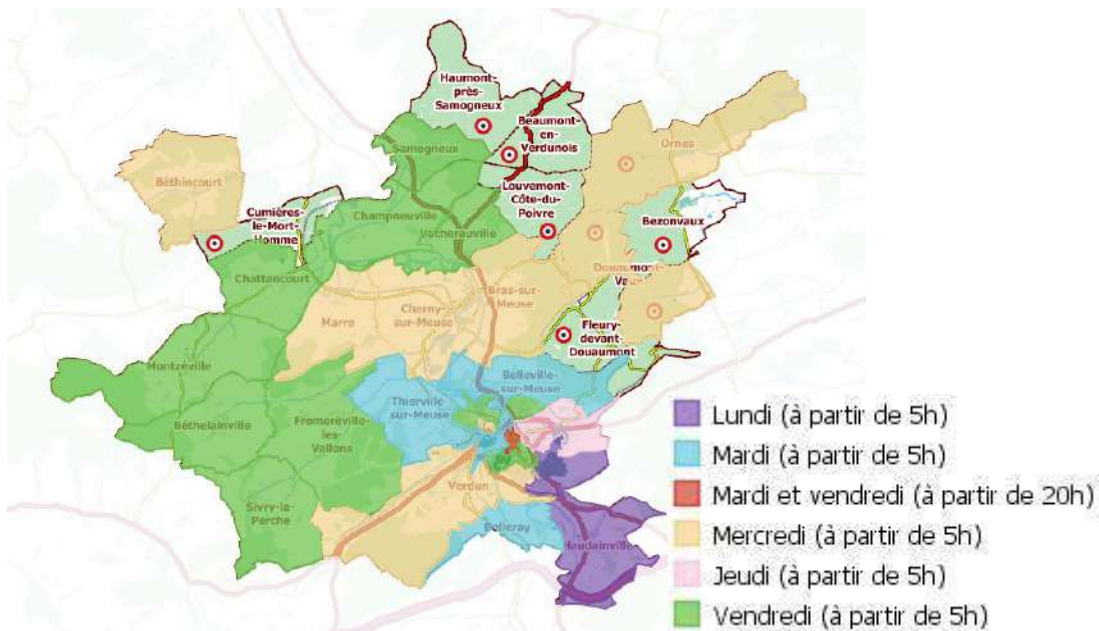 Haumont-
près-
Samogneux
Beaumont-
en-
Verdunois
Samogneux
Ornes
Béthincourt
Louvemont-
Côte-du-
Poivre
Cumières-
le-Mort-
Homme
Champneuville
Vacherauville
Bezonvaux
Chattancourt
Douaumont-
Vaux
Bras-sur-
Meuse
Charny-
sur-Meuse
Marre
Fleury-
devant-
Douaumont
Montzéville
Belleville-
sur-Meuse
Thierville
sur-Meuse
Béthelainville
Fromeréville-
les-
Vallons
Verdun
Sivry-la-
Perche
Belleray
Haudainville
Lundi (à partir de 5h)
Mardi (à partir de 5h)
Mardi et vendredi (à partir de 20h)
Mercredi (à partir de 5h)
Jeudi (à partir de 5h)
Vendredi (à partir de 5h)